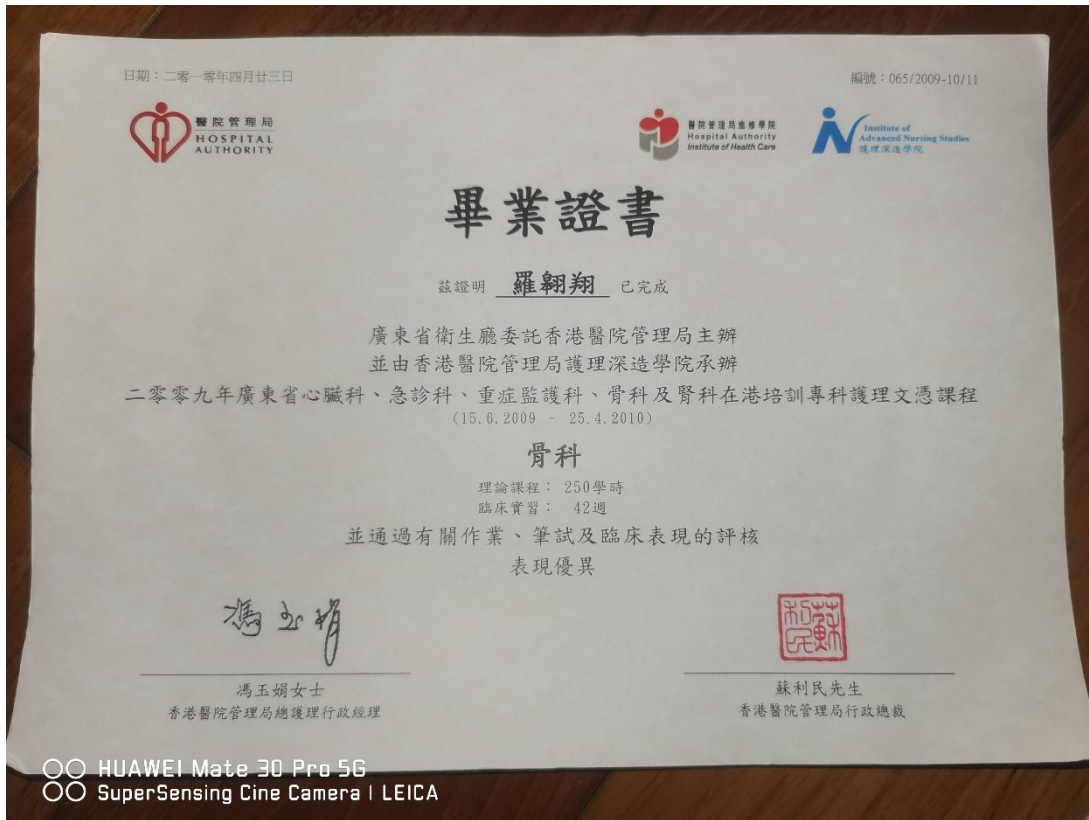 日期：二零一零年四月廿三日
編號：065/2009-10/11
醫院管理局
HOSPITAL
AUTHORITY
醫院管理局進修學院
Hospital Authority
Institute of Health Care
Institute of
Advanced Nursing Studies
護理深造學院
畢業證書
茲證明 羅翱翔 已完成
廣東省衛生廳委託香港醫院管理局主辦
並由香港醫院管理局護理深造學院承辦
二零零九年廣東省心臟科、急診科、重症監護科、骨科及腎科在港培訓專科護理文憑課程
(15.6.2009 - 25.4.2010)
骨科
理論課程： 250學時
臨床實習： 42週
並通過有關作業、筆試及臨床表現的評核
表現優異
馮玉娟
蘇利民
馮玉娟女士
香港醫院管理局總護理行政經理
蘇利民先生
香港醫院管理局行政總裁
HUAWEI Mate 30 Pro 5G
SuperSensing Cine Camera | LEICA